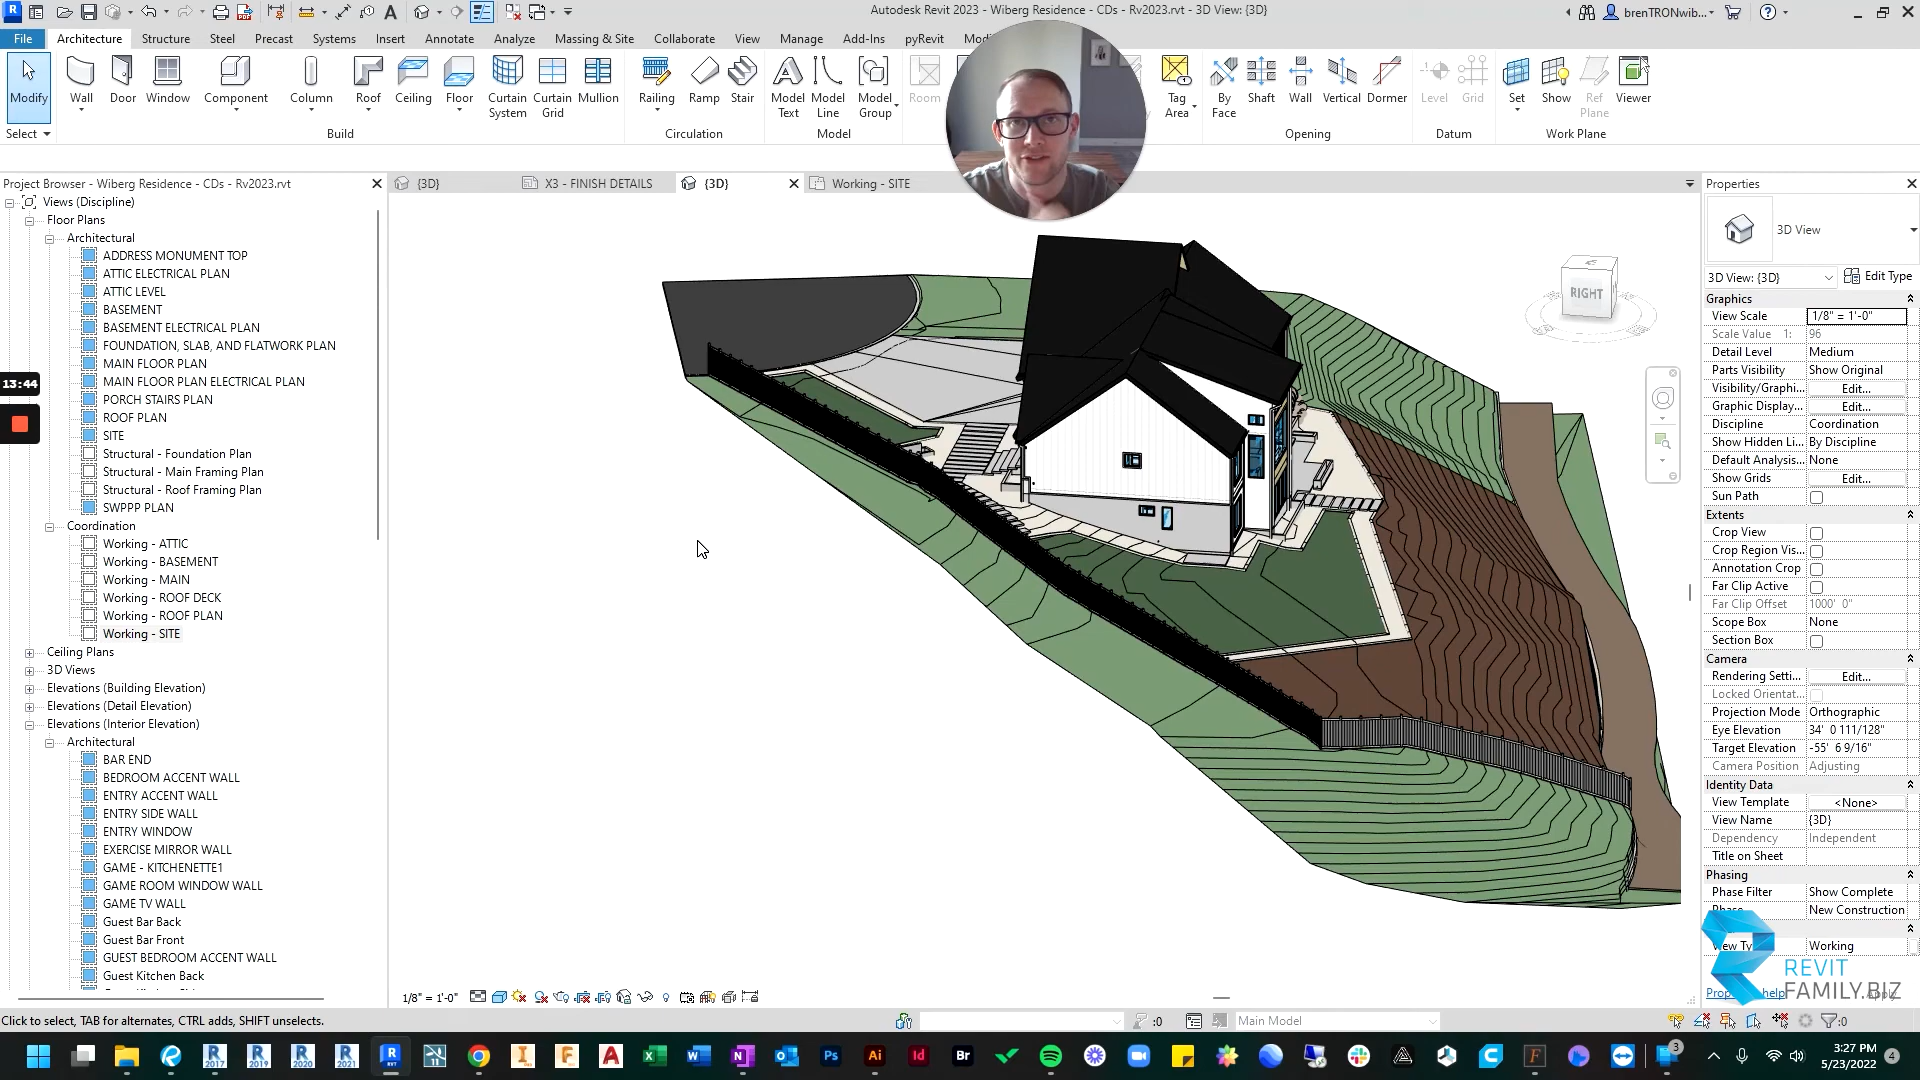 Autodesk Revit 2023 - Wiberg Residence - CDs - Rv2023.rvt - 3D View: {3D}
brenTRONwib...
File
Architecture
Structure
Steel
Precast
Systems
Insert
Annotate
Analyze
Massing & Site
Collaborate
View
Manage
Add-Ins
pyRevit
Modi
Modify
Wall
Door
Window
Component
Column
Roof
Ceiling
Floor
Curtain System
Curtain Grid
Mullion
Railing
Ramp
Stair
Model Text
Model Line
Model Group
Room
Tag Area
By Face
Shaft
Wall
Vertical
Dormer
Level
Grid
Set
Show
Ref Plane
Viewer
Select
Build
Circulation
Model
Opening
Datum
Work Plane
Project Browser - Wiberg Residence - CDs - Rv2023.rvt
{3D}
X3 - FINISH DETAILS
{3D}
Working - SITE
Views (Discipline)
Floor Plans
Architectural
ADDRESS MONUMENT TOP
ATTIC ELECTRICAL PLAN
ATTIC LEVEL
BASEMENT
BASEMENT ELECTRICAL PLAN
FOUNDATION, SLAB, AND FLATWORK PLAN
MAIN FLOOR PLAN
MAIN FLOOR PLAN ELECTRICAL PLAN
PORCH STAIRS PLAN
ROOF PLAN
SITE
Structural - Foundation Plan
Structural - Main Framing Plan
Structural - Roof Framing Plan
SWPPP PLAN
Coordination
Working - ATTIC
Working - BASEMENT
Working - MAIN
Working - ROOF DECK
Working - ROOF PLAN
Working - SITE
Ceiling Plans
3D Views
Elevations (Building Elevation)
Elevations (Detail Elevation)
Elevations (Interior Elevation)
Architectural
BAR END
BEDROOM ACCENT WALL
ENTRY ACCENT WALL
ENTRY SIDE WALL
ENTRY WINDOW
EXERCISE MIRROR WALL
GAME - KITCHENETTE1
GAME ROOM WINDOW WALL
GAME TV WALL
Guest Bar Back
Guest Bar Front
GUEST BEDROOM ACCENT WALL
Guest Kitchen Back
13:44
RIGHT
Properties
3D View
3D View: {3D}
Edit Type
Graphics
View Scale 1/8" = 1'-0"
Scale Value 1: 96
Detail Level Medium
Parts Visibility Show Original
Visibility/Graphi... Edit...
Graphic Display... Edit...
Discipline Coordination
Show Hidden Li... By Discipline
Default Analysis... None
Show Grids Edit...
Sun Path
Extents
Crop View
Crop Region Vis...
Annotation Crop
Far Clip Active
Far Clip Offset 1000' 0"
Scope Box None
Section Box
Camera
Rendering Setti... Edit...
Locked Orientat...
Projection Mode Orthographic
Eye Elevation 34' 0 111/128"
Target Elevation -55' 6 9/16"
Camera Position Adjusting
Identity Data
View Template <None>
View Name {3D}
Dependency Independent
Title on Sheet
Phasing
Phase Filter Show Complete
Phase New Construction
View Ty Working
REVIT
FAMILY.BIZ
1/8" = 1'-0"
Click to select, TAB for alternates, CTRL adds, SHIFT unselects.
:0
Main Model
:0
2017
2019
2020
2021
3
3:27 PM
5/23/2022
4